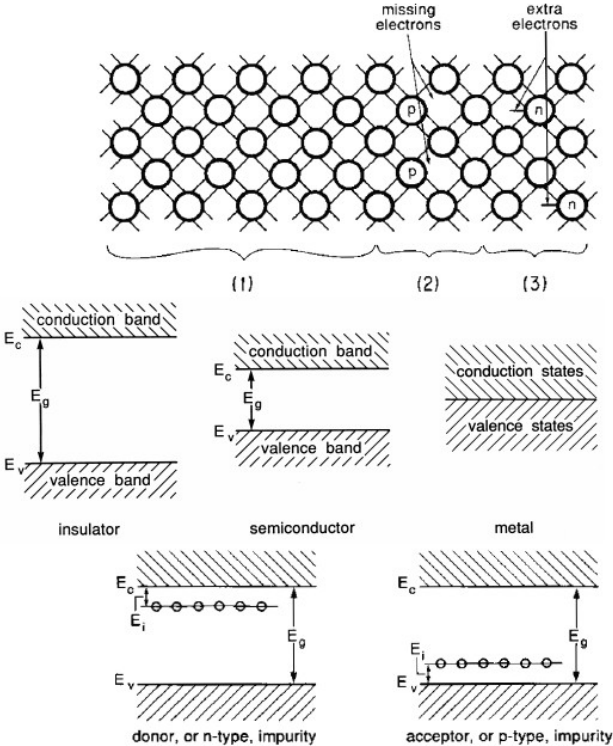 missing electrons
extra electrons
p
n
p
n
(1) (2) (3)
conduction band
E_c
E_g
E_v
valence band
insulator
conduction band
E_c
E_g
E_v
valence band
semiconductor
conduction states
valence states
metal
E_c
E_i
E_g
E_v
donor, or n-type, impurity
E_c
E_i
E_g
E_v
acceptor, or p-type, impurity